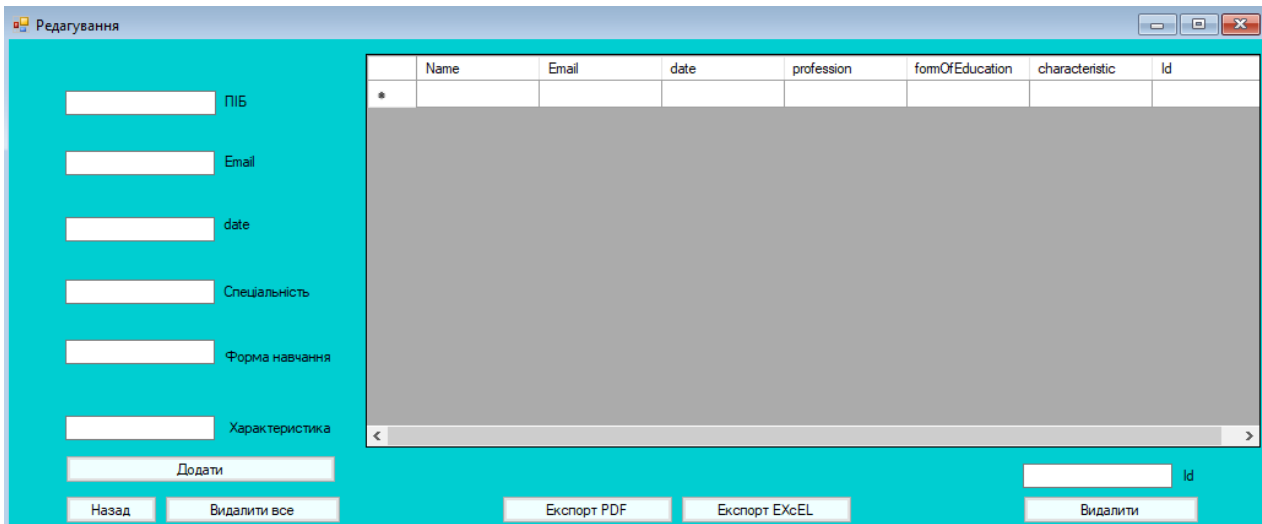 Редагування
Name Email date profession formOfEducation characteristic Id
*
ПІБ
Email
date
Спеціальність
Форма навчання
Характеристика
Додати
Id
Назад Видалити все Експорт PDF Експорт EXcEL Видалити